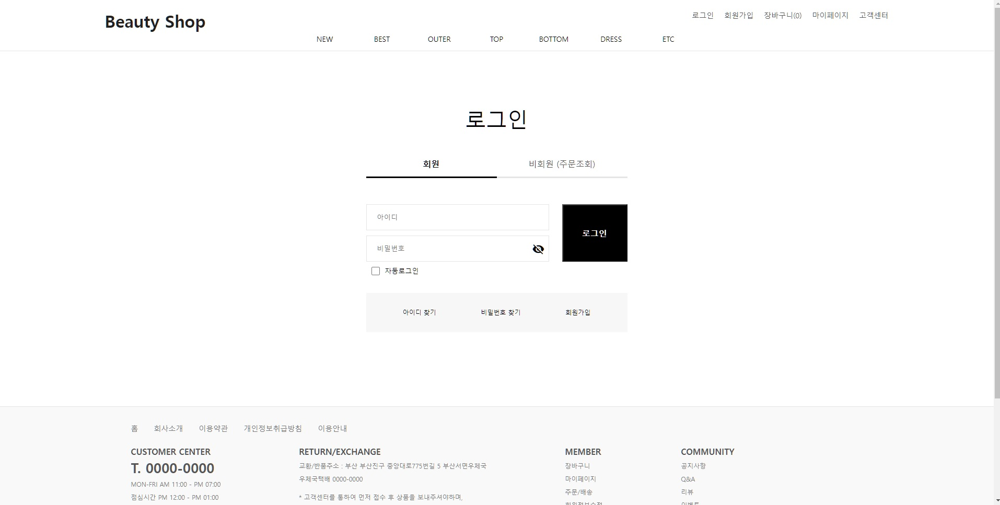 Beauty Shop
로그인 회원가입 장바구니(0) 마이페이지 고객센터
NEW BEST OUTER TOP BOTTOM DRESS ETC
로그인
회원 비회원 (주문조회)
아이디
로그인
비밀번호
자동로그인
아이디 찾기 비밀번호 찾기 회원가입
홈 회사소개 이용약관 개인정보취급방침 이용안내
CUSTOMER CENTER
T. 0000-0000
MON-FRI AM 11:00 - PM 07:00
점심시간 PM 12:00 - PM 01:00
RETURN/EXCHANGE
교환/반품주소 : 부산 부산진구 중앙대로775번길 5 부산서면우체국
우체국택배 0000-0000
* 고객센터를 통하여 먼저 접수 후 상품을 보내주셔야하며,
MEMBER
장바구니
마이페이지
주문/배송
회원정보수정
COMMUNITY
공지사항
Q&A
리뷰
이벤트